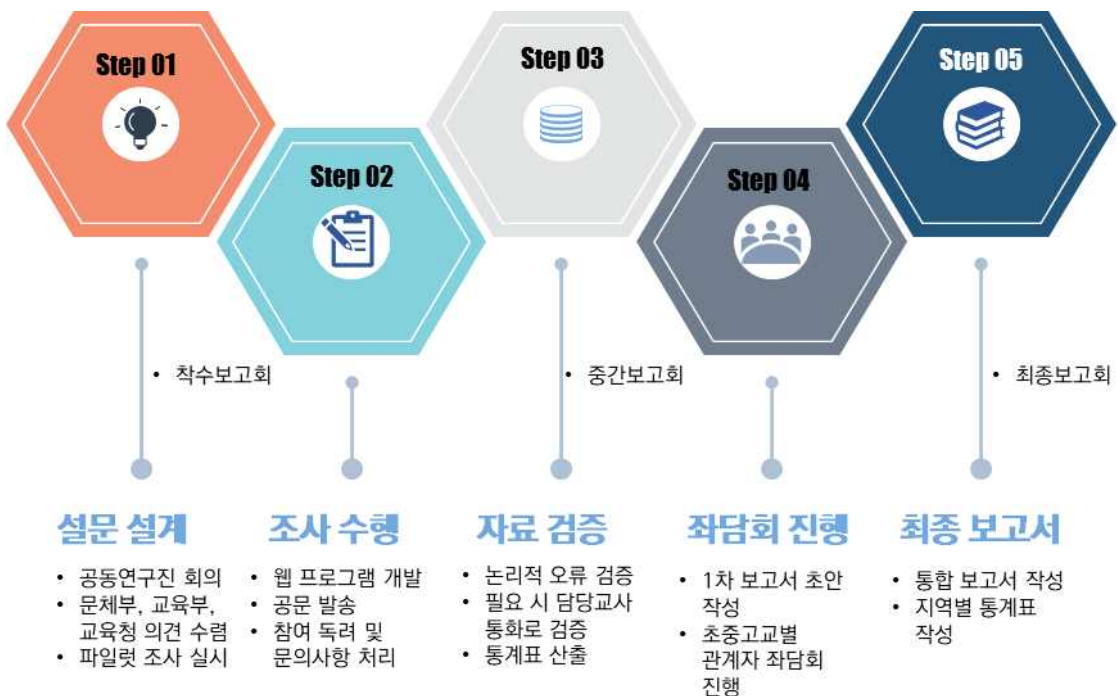 Step 01
Step 02
Step 03
Step 04
Step 05
• 착수보고회
• 중간보고회
• 최종보고회
설문 설계
• 공동연구진 회의
• 문체부, 교육부,
교육청 의견 수렴
• 파일럿 조사 실시
조사 수행
• 웹 프로그램 개발
• 공문 발송
• 참여 독려 및
문의사항 처리
자료 검증
• 논리적 오류 검증
• 필요 시 담당교사
통화로 검증
• 통계표 산출
좌담회 진행
• 1차 보고서 초안
작성
• 초중고교별
관계자 좌담회
진행
최종 보고서
• 통합 보고서 작성
• 지역별 통계표
작성